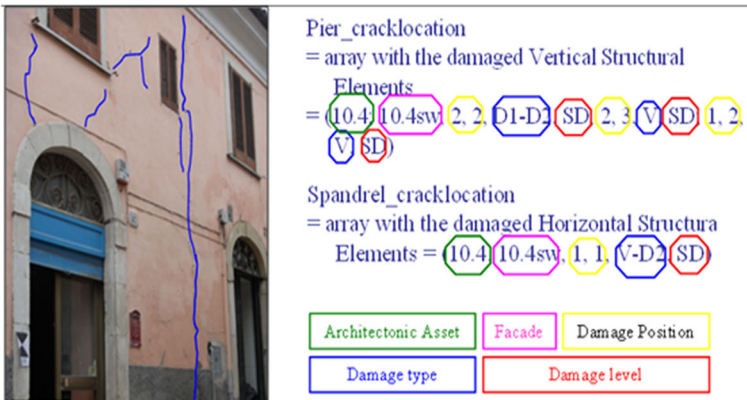 Pier_cracklocation
= array with the damaged Vertical Structural
Elements
= (10.4, 10.4sw, 2, 2, D1-D2, SD, 2, 3, V, SD, 1, 2,
V, SD)
Spandrel_cracklocation
= array with the damaged Horizontal Structura
Elements = (10.4, 10.4sw, 1, 1, V-D2, SD)
Architectonic Asset
Facade
Damage Position
Damage type
Damage level